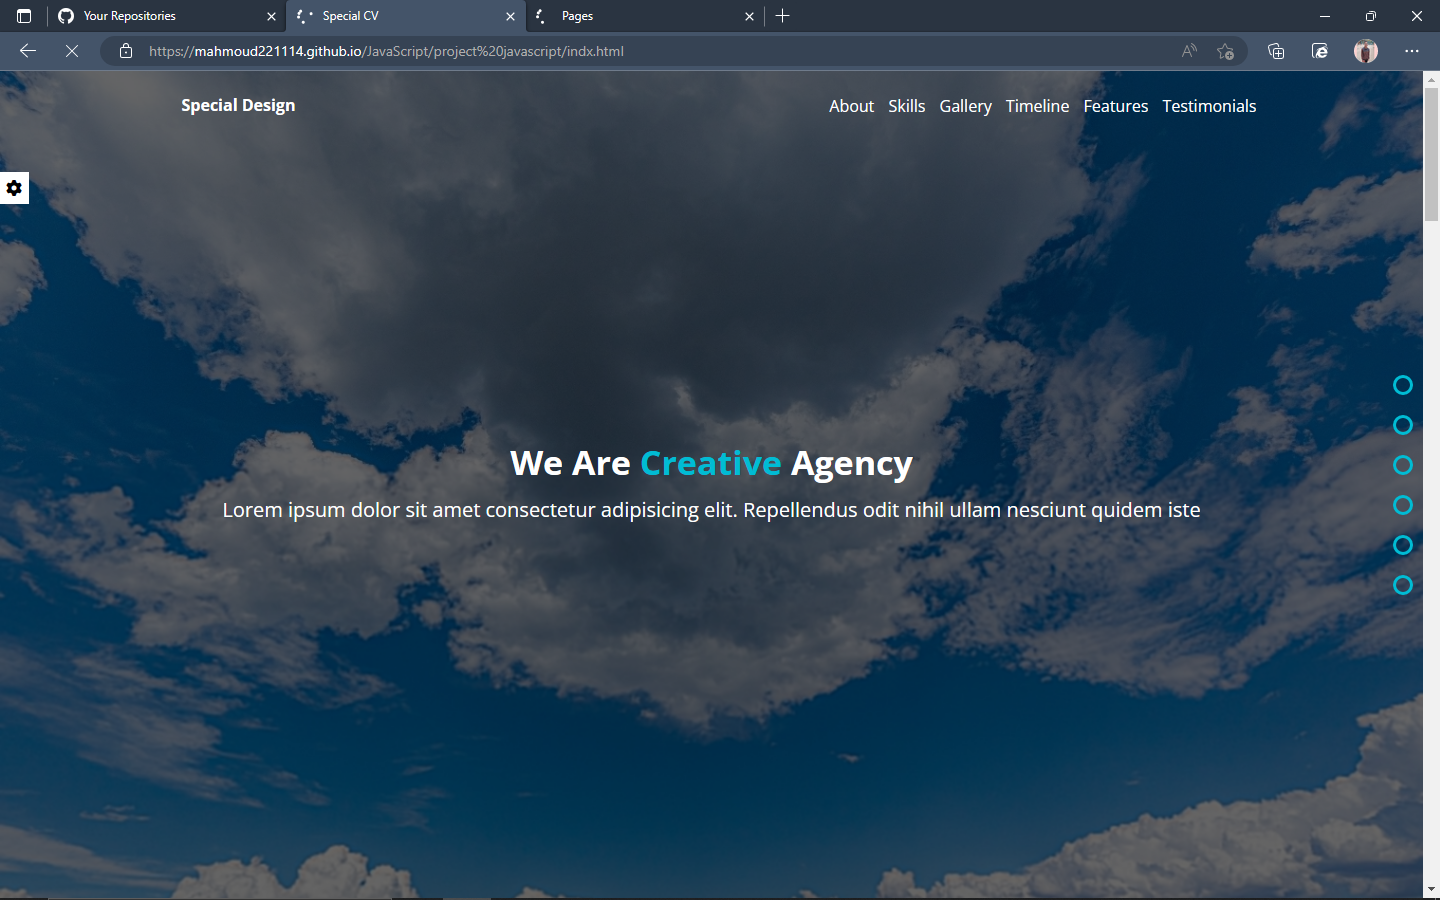 Your Repositories
Special CV
Pages
https://mahmoud221114.github.io/JavaScript/project%20javascript/indx.html
Special Design
About Skills Gallery Timeline Features Testimonials
We Are Creative Agency
Lorem ipsum dolor sit amet consectetur adipisicing elit. Repellendus odit nihil ullam nesciunt quidem iste